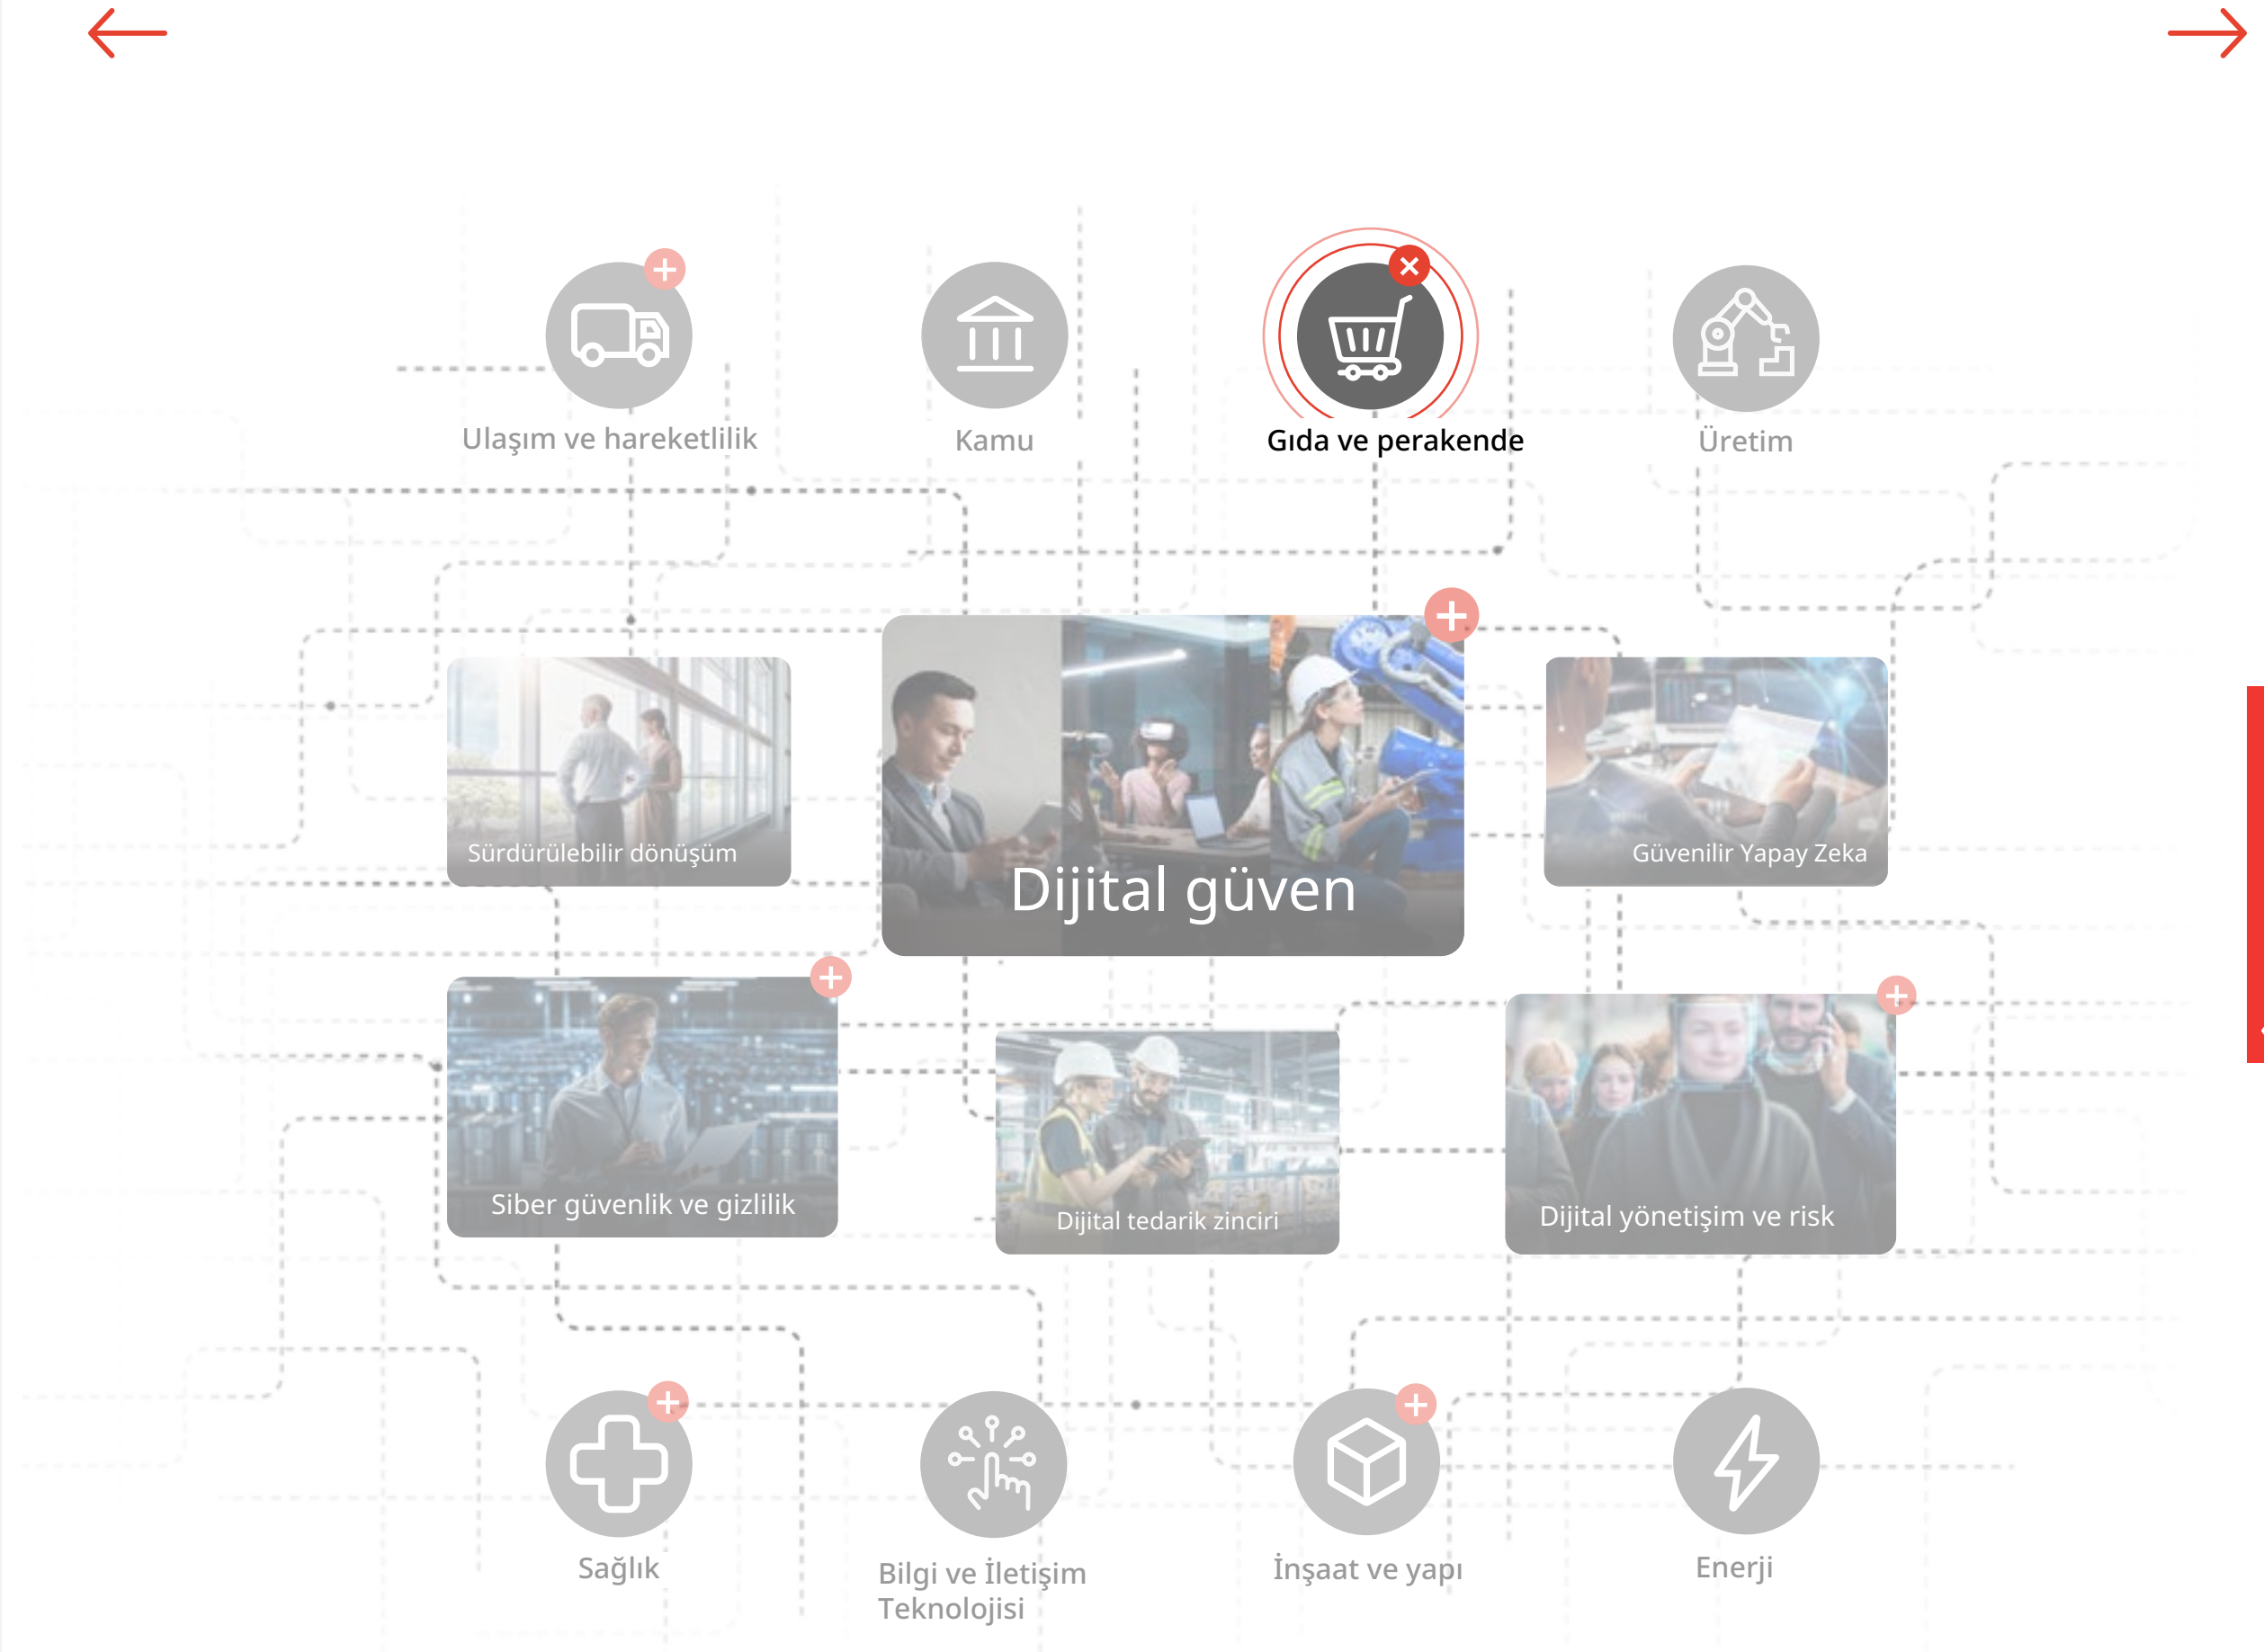 Ulaşım ve hareketlilik
Kamu
Gıda ve perakende
Üretim
Sürdürülebilir dönüşüm
Dijital güven
Güvenilir Yapay Zeka
Siber güvenlik ve gizlilik
Dijital tedarik zinciri
Dijital yönetişim ve risk
Sağlık
Bilgi ve İletişim
Teknolojisi
İnşaat ve yapı
Enerji